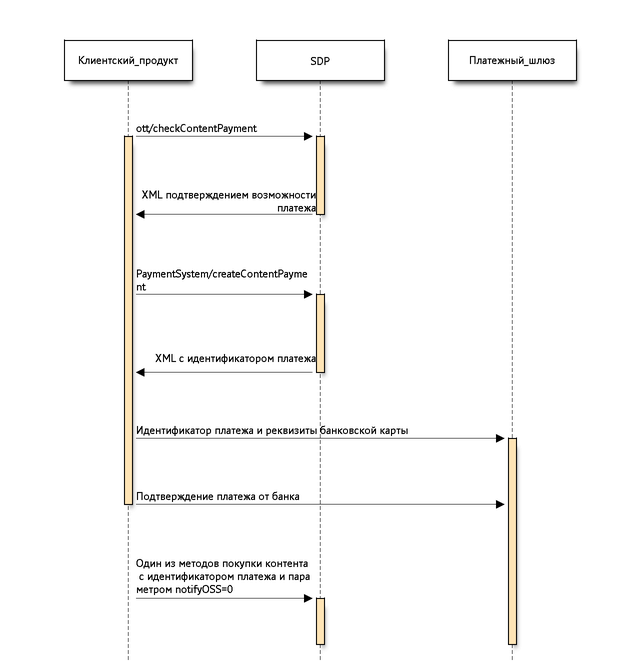 Клиентский_продукт
SDP
Платежный_шлюз
ott/checkContentPayment
XML подтверждением возможности
платежа
PaymentSystem/createContentPayme
nt
XML с идентификатором платежа
Идентификатор платежа и реквизиты банковской карты
Подтверждение платежа от банка
Один из методов покупки контента
с идентификатором платежа и пара
метром notifyOSS=0